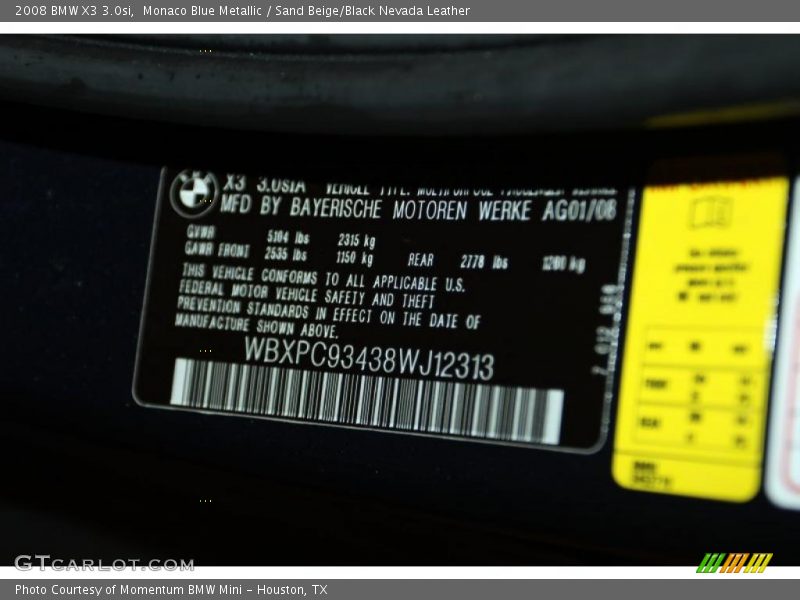 2008 BMW X3 3.0si, Monaco Blue Metallic / Sand Beige/Black Nevada Leather
X3 3.0SIA VEHICLE TYPE:
MFD BY BAYERISCHE MOTOREN WERKE AG01/08
GVWR 5104 lbs 2315 kg
GAWR FRONT 2535 lbs 1150 kg REAR 2778 lbs kg
THIS VEHICLE CONFORMS TO ALL APPLICABLE U.S.
FEDERAL MOTOR VEHICLE SAFETY AND THEFT
PREVENTION STANDARDS IN EFFECT ON THE DATE OF
MANUFACTURE SHOWN ABOVE.
WBXPC93438WJ12313
GTCARLOT.COM
Photo Courtesy of Momentum BMW Mini - Houston, TX